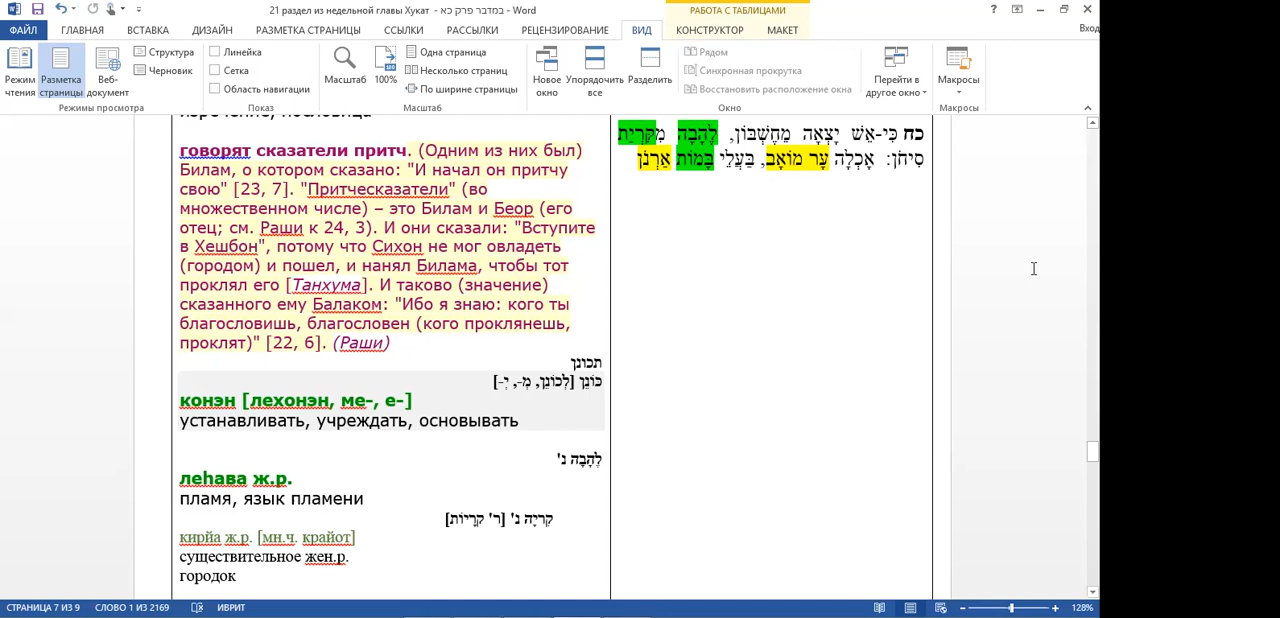 21 раздел из недельной главы Хукат - במדבר פרק כא - Word
РАБОТА С ТАБЛИЦАМИ
ФАЙЛ ГЛАВНАЯ ВСТАВКА ДИЗАЙН РАЗМЕТКА СТРАНИЦЫ ССЫЛКИ РАССЫЛКИ РЕЦЕНЗИРОВАНИЕ ВИД КОНСТРУКТОР МАКЕТ Вход
Режим чтения
Разметка страницы
Веб-документ
Структура
Черновик
Режимы просмотра
Линейка
Сетка
Область навигации
Показ
Масштаб
100%
Одна страница
Несколько страниц
По ширине страницы
Масштаб
Новое окно
Упорядочить все
Разделить
Рядом
Синхронная прокрутка
Восстановить расположение окна
Окно
Перейти в другое окно
Макросы
Макросы
изречение, пословица
говорят сказатели притч. (Одним из них был)
Билам, о котором сказано: "И начал он притчу
свою" [23, 7]. "Притческазатели" (во
множественном числе) – это Билам и Беор (его
отец; см. Раши к 24, 3). И они сказали: "Вступите
в Хешбон", потому что Сихон не мог овладеть
(городом) и пошел, и нанял Билама, чтобы тот
проклял его [Танхума]. И таково (значение)
сказанного ему Балаком: "Ибо я знаю: кого ты
благословишь, благословен (кого проклянешь,
проклят)" [22, 6]. (Раши)
תכונן
כּוֹנֵן [לְכוֹנֵן, מְ-, יְ-]
конэн [лехонэн, ме-, е-]
устанавливать, учреждать, основывать
לֶהָבָה נ'
леhава ж.р.
пламя, язык пламени
קִריָה נ' [ר' קְרָיוֹת]
кирйа ж.р. [мн.ч. крайот]
существительное жен.р.
городок
כח כִּי-אֵשׁ יָצְאָה מֵחֶשְׁבּוֹן, לֶהָבָה מִקִּרְיַת
סִיחֹן: אָכְלָה עָר מוֹאָב, בַּעֲלֵי בָּמוֹת אַרְנֹן
СТРАНИЦА 7 ИЗ 9 СЛОВО 1 ИЗ 2169 ИВРИТ 128%